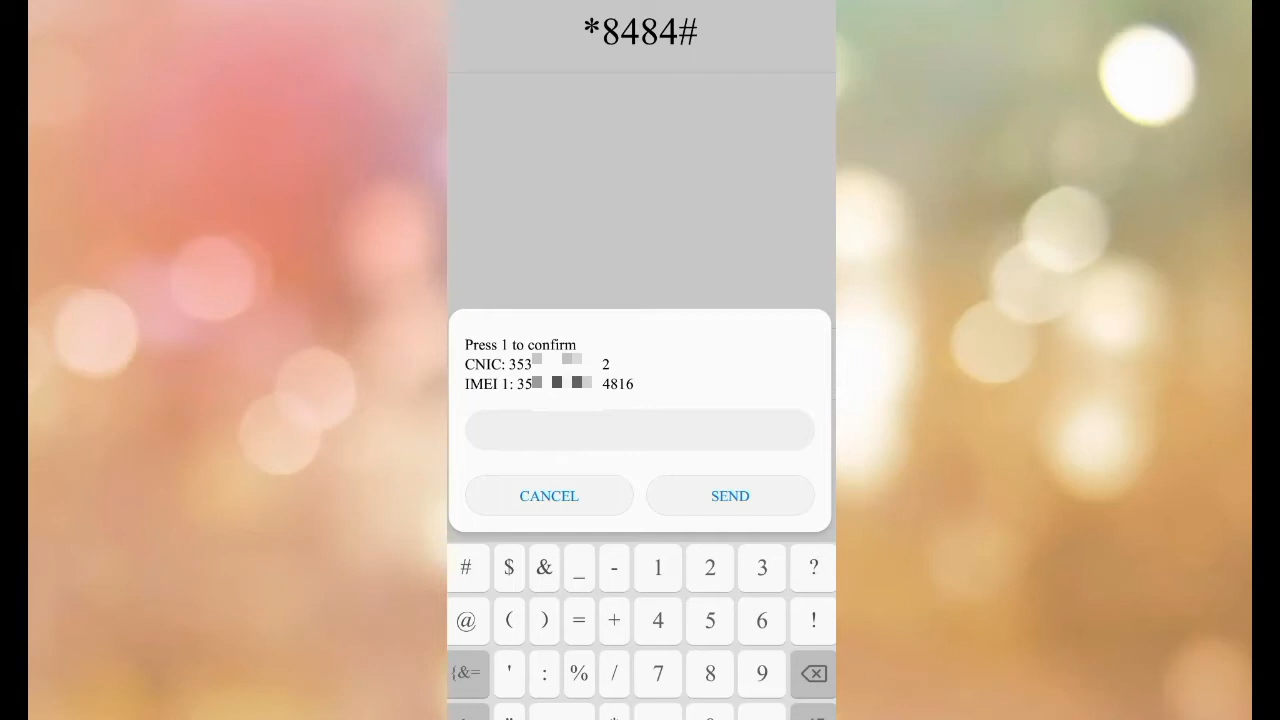 *8484#
Press 1 to confirm
CNIC: 353 2
IMEI 1: 35 4816
CANCEL SEND
# $ & _ - 1 2 3 ?
@ ( ) = + 4 5 6 !
{&= ' : % / 7 8 9